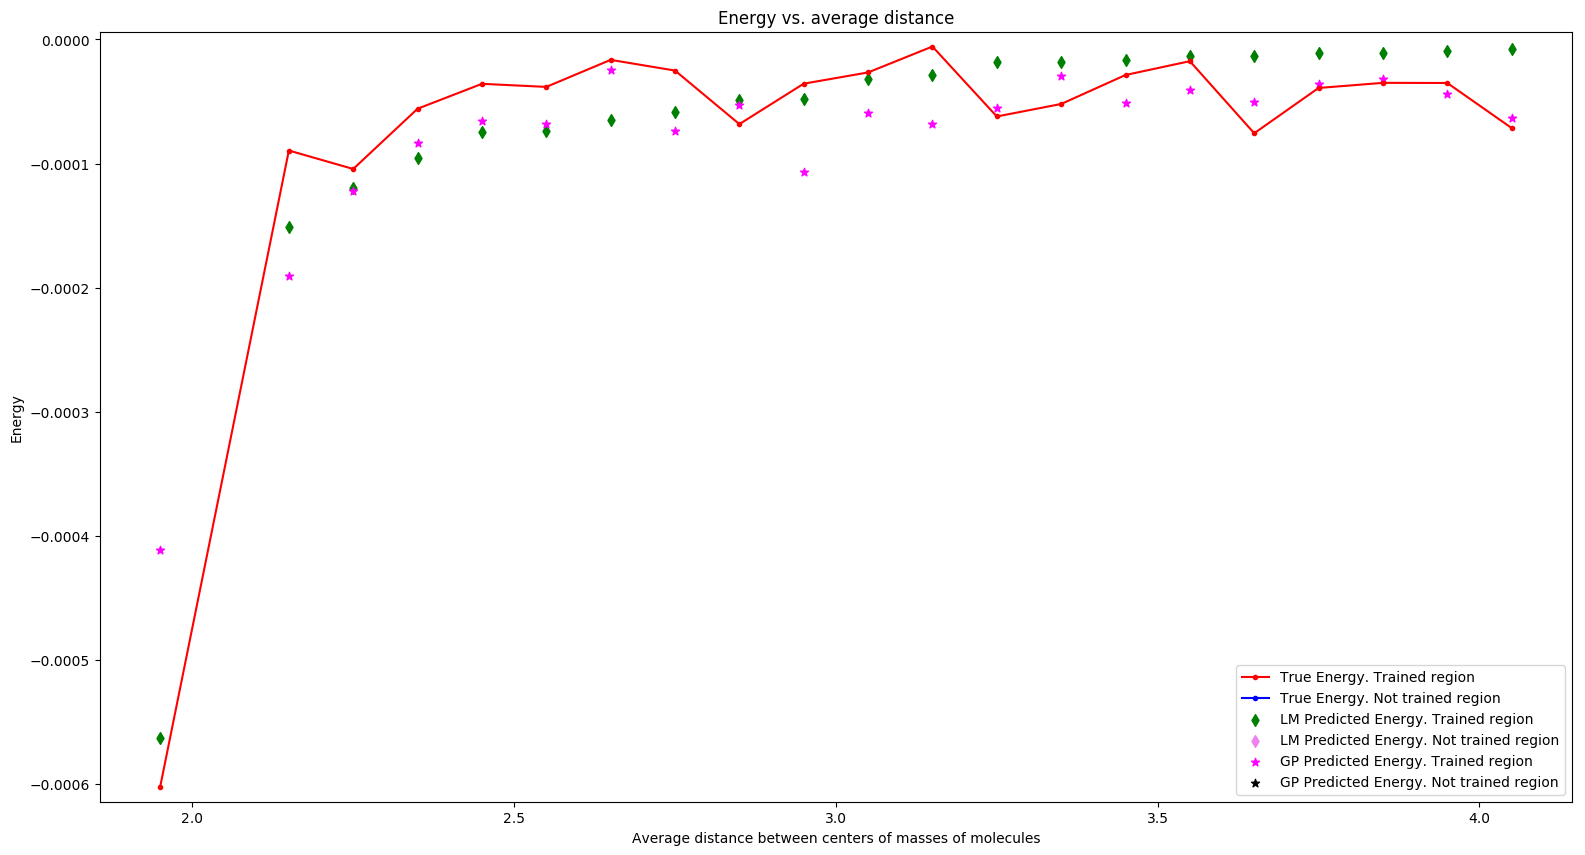 Energy vs. average distance
0.0000
−0.0001
−0.0002
−0.0003
−0.0004
−0.0005
−0.0006
Energy
2.0
2.5
3.0
3.5
4.0
Average distance between centers of masses of molecules
True Energy. Trained region
True Energy. Not trained region
LM Predicted Energy. Trained region
LM Predicted Energy. Not trained region
GP Predicted Energy. Trained region
GP Predicted Energy. Not trained region